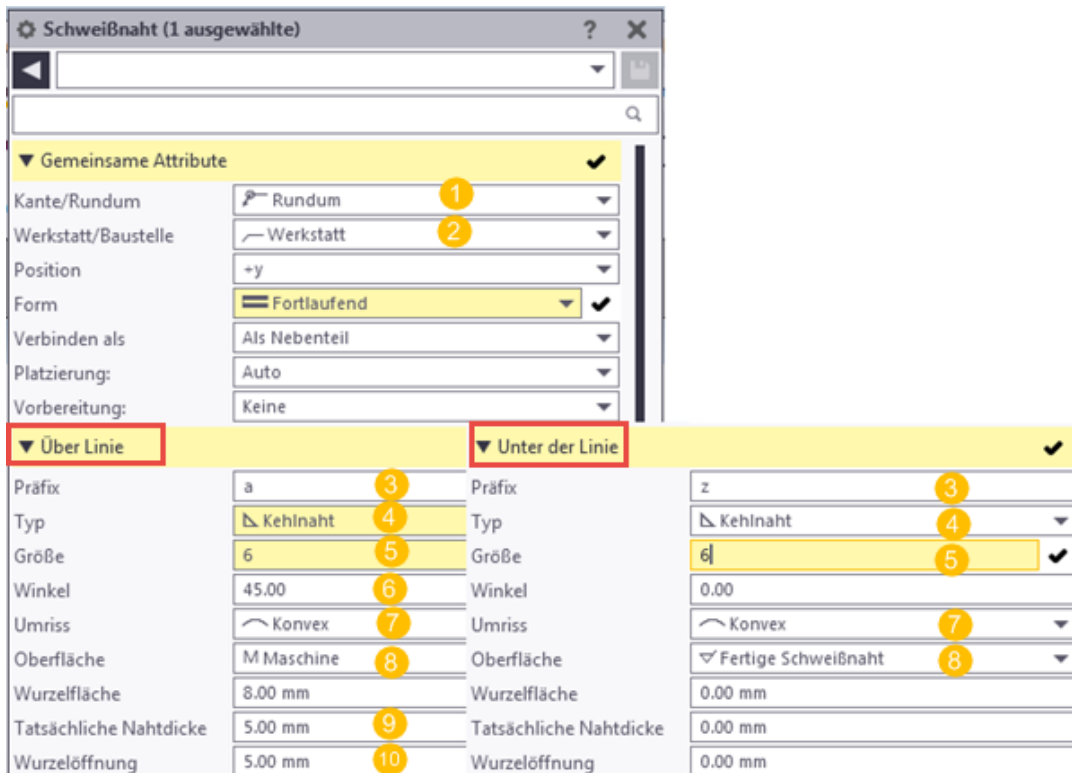 Schweißnaht (1 ausgewählte) ?
Gemeinsame Attribute
Kante/Rundum Rundum 1
Werkstatt/Baustelle Werkstatt 2
Position +y
Form Fortlaufend
Verbinden als Als Nebenteil
Platzierung: Auto
Vorbereitung: Keine
Über Linie
Präfix a 3
Typ Kehlnaht 4
Größe 6 5
Winkel 45.00 6
Umriss Konvex 7
Oberfläche M Maschine 8
Wurzelfläche 8.00 mm
Tatsächliche Nahtdicke 5.00 mm 9
Wurzelöffnung 5.00 mm 10
Unter der Linie
Präfix z 3
Typ Kehlnaht 4
Größe 6 5
Winkel 0.00
Umriss Konvex 7
Oberfläche Fertige Schweißnaht 8
Wurzelfläche 0.00 mm
Tatsächliche Nahtdicke 0.00 mm
Wurzelöffnung 0.00 mm